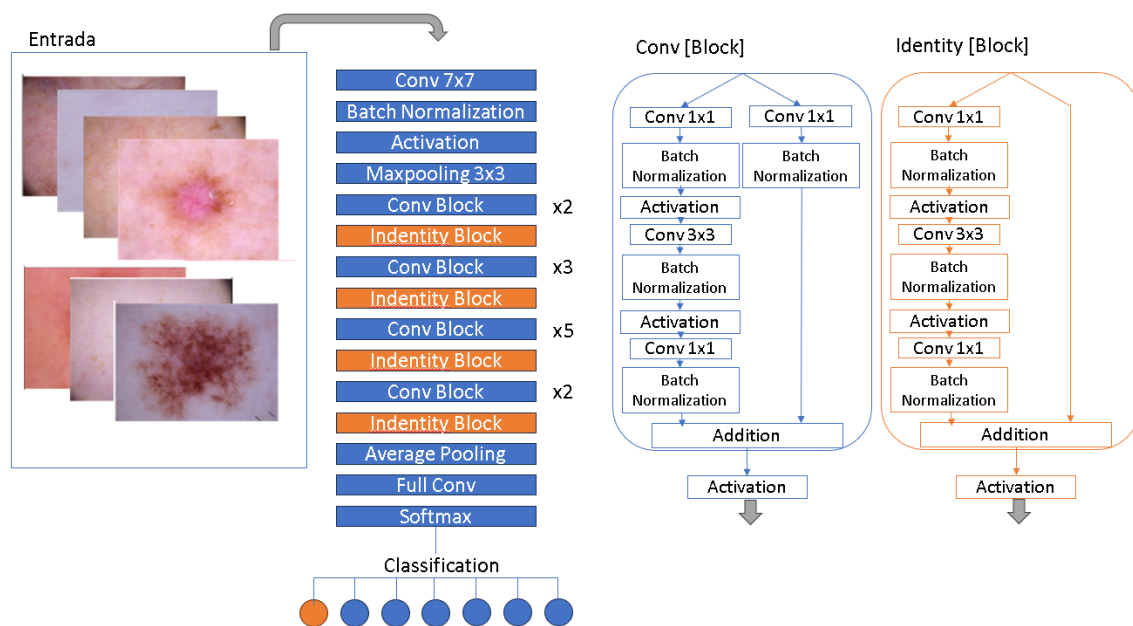 Entrada
Conv 7x7
Batch Normalization
Activation
Maxpooling 3x3
Conv Block x2
Indentity Block
Conv Block x3
Indentity Block
Conv Block x5
Indentity Block
Conv Block x2
Indentity Block
Average Pooling
Full Conv
Softmax
Classification
Conv [Block]
Conv 1x1
Batch
Normalization
Activation
Conv 3x3
Batch
Normalization
Activation
Conv 1x1
Batch
Normalization
Conv 1x1
Batch
Normalization
Addition
Activation
Identity [Block]
Conv 1x1
Batch
Normalization
Activation
Conv 3x3
Batch
Normalization
Activation
Conv 1x1
Batch
Normalization
Addition
Activation